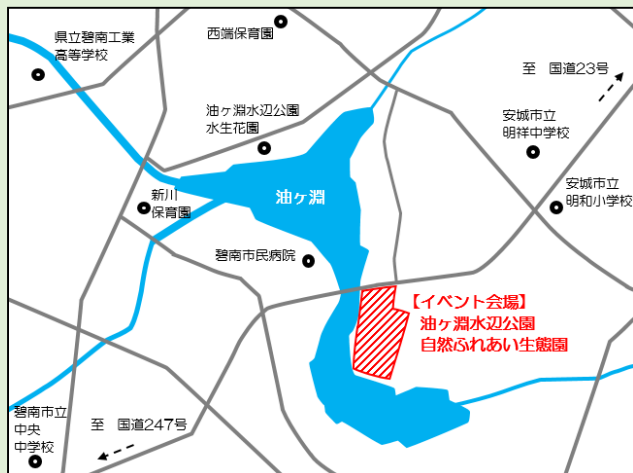 県立碧南工業
高等学校
西端保育園
至 国道23号
油ヶ淵水辺公園
水生花園
安城市立
明祥中学校
新川
保育園
油ヶ淵
安城市立
明和小学校
碧南市民病院
【イベント会場】
油ヶ淵水辺公園
自然ふれあい生態園
碧南市立
中央
中学校
至 国道247号